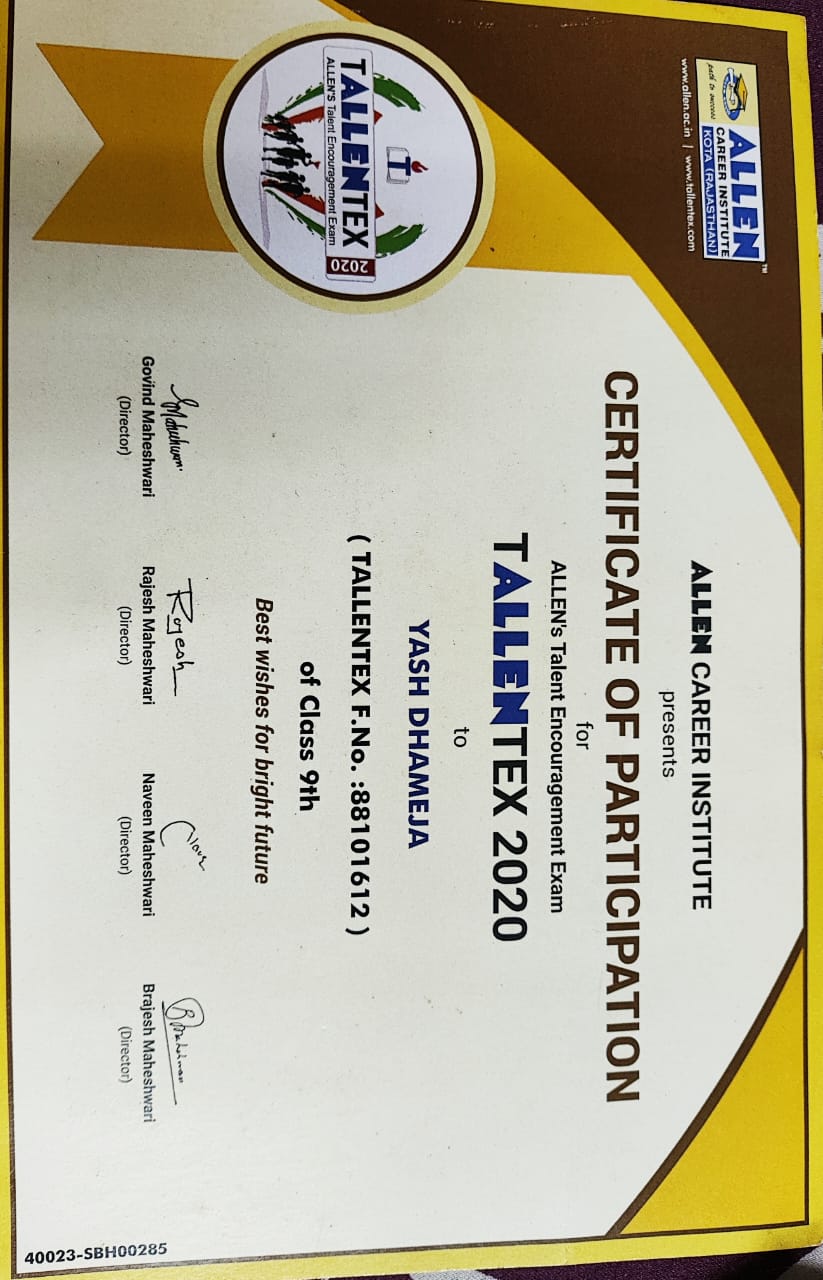 ALLEN™
CAREER INSTITUTE
KOTA (RAJASTHAN)
path to success
www.allen.ac.in | www.tallentex.com
ALLEN CAREER INSTITUTE
presents
CERTIFICATE OF PARTICIPATION
for
ALLEN's Talent Encouragement Exam
TALLENTEX 2020
to
YASH DHAMEJA
( TALLENTEX F.No. :88101612 )
of Class 9th
Best wishes for bright future
T
TALLENTEX
2020
ALLEN'S Talent Encouragement Exam
Rajesh
Govind Maheshwari Rajesh Maheshwari Naveen Maheshwari Brajesh Maheshwari
(Director) (Director) (Director) (Director)
40023-SBH00285